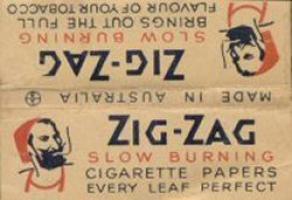 SLOW BURNING
BRINGS OUT THE FULL
FLAVOUR OF YOUR TOBACCO
ZIG-ZAG
MADE IN AUSTRALIA
ZIG-ZAG
SLOW BURNING
CIGARETTE PAPERS
EVERY LEAF PERFECT